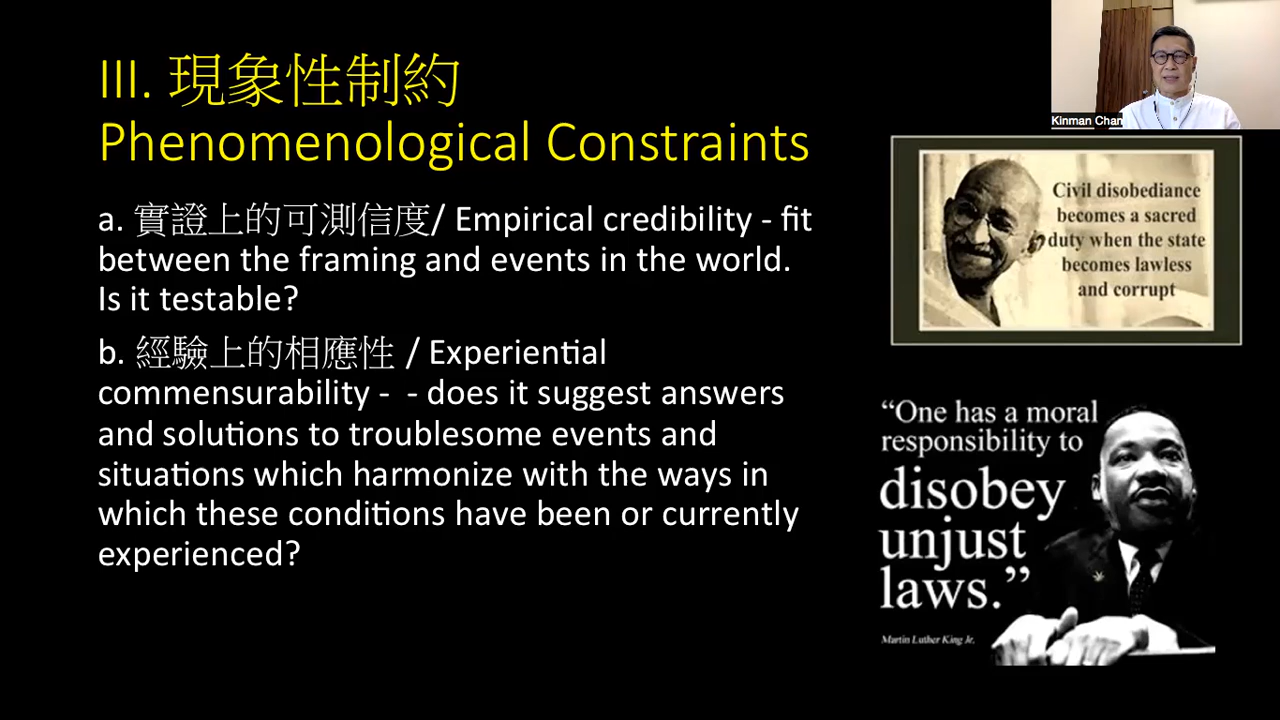 III. 現象性制約
Phenomenological Constraints
a. 實證上的可測信度/ Empirical credibility - fit
between the framing and events in the world.
Is it testable?
b. 經驗上的相應性 / Experiential
commensurability -  - does it suggest answers
and solutions to troublesome events and
situations which harmonize with the ways in
which these conditions have been or currently
experienced?
Kinman Chan
Civil disobediance
becomes a sacred
duty when the state
becomes lawless
and corrupt
“One has a moral
responsibility to
disobey
unjust
laws.”
Martin Luther King Jr.